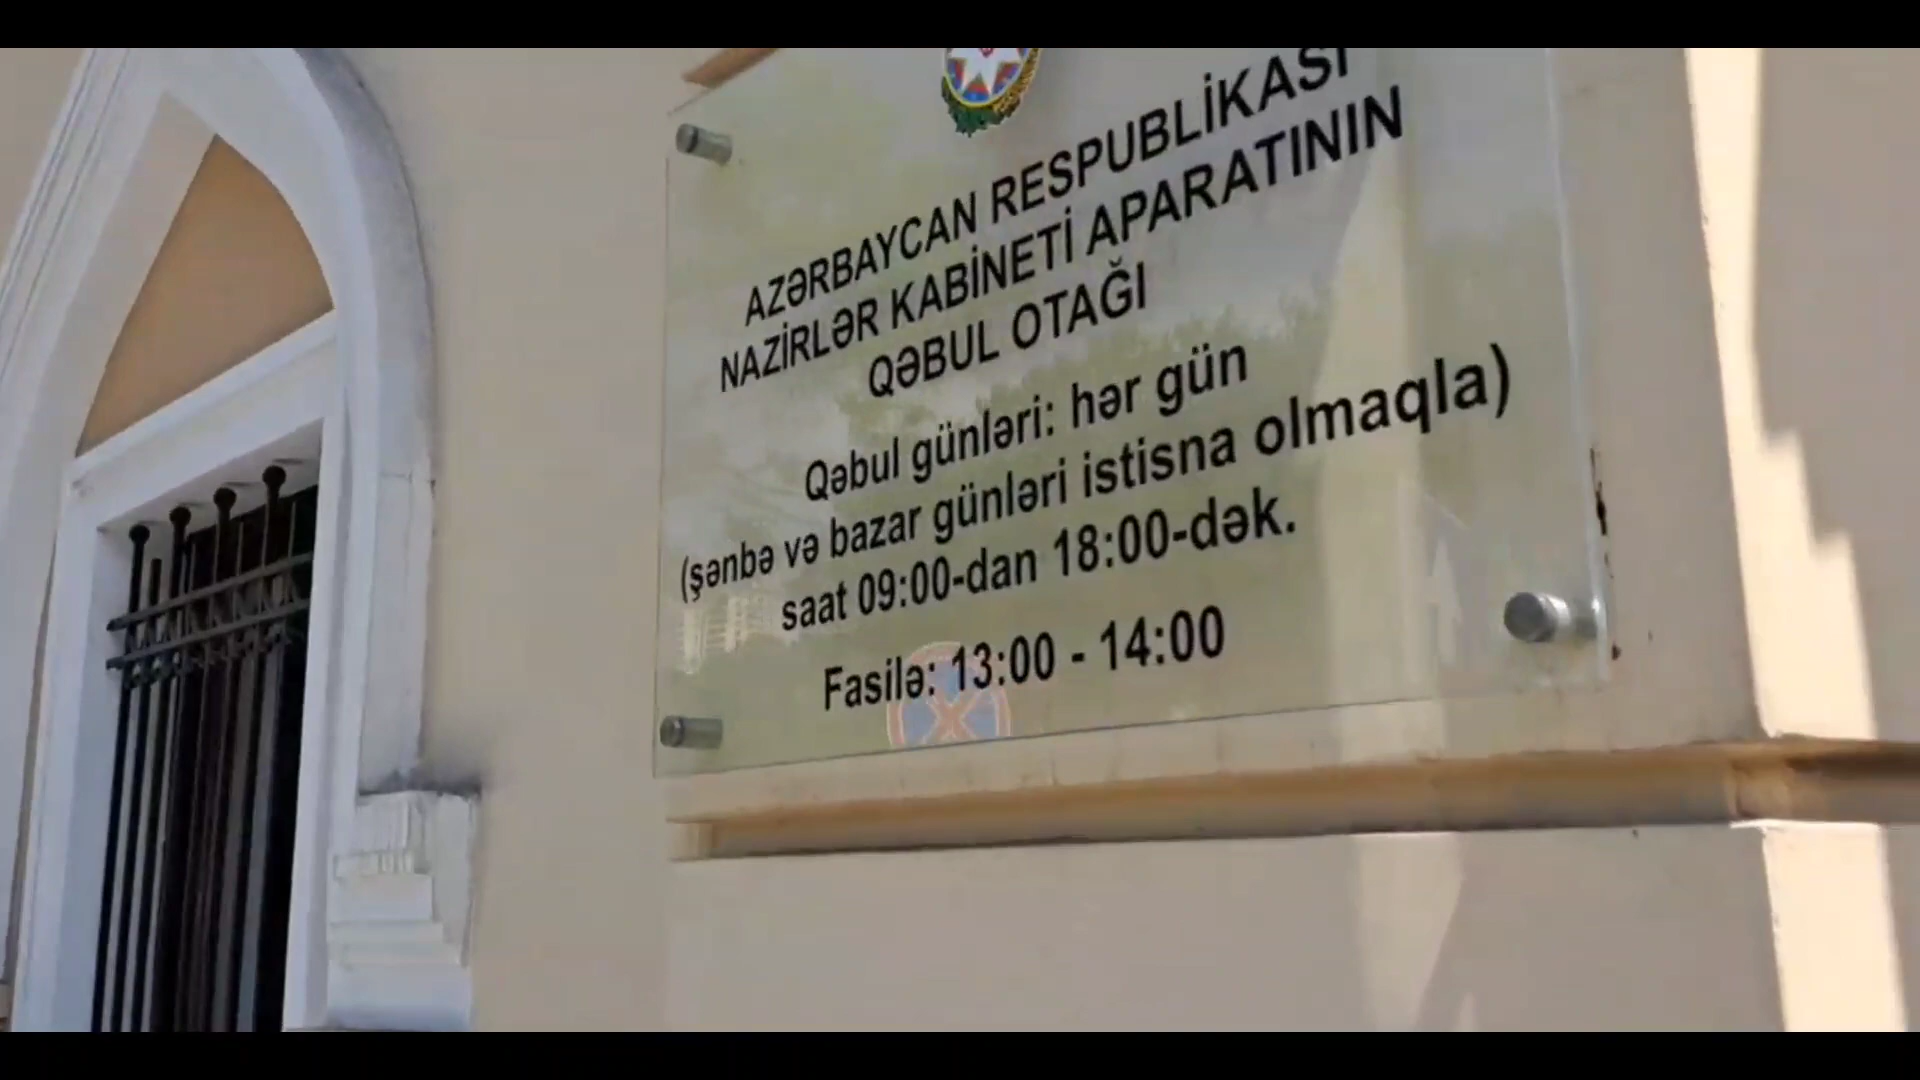 AZƏRBAYCAN RESPUBLİKASI
NAZİRLƏR KABİNETİ APARATININ
QƏBUL OTAĞI
Qəbul günləri: hər gün
(şənbə və bazar günləri istisna olmaqla)
saat 09:00-dan 18:00-dək.
Fasilə: 13:00 - 14:00